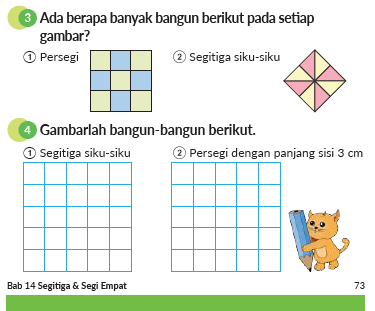 3 Ada berapa banyak bangun berikut pada setiap
gambar?
1 Persegi
2 Segitiga siku-siku
4 Gambarlah bangun-bangun berikut.
1 Segitiga siku-siku
2 Persegi dengan panjang sisi 3 cm
Bab 14 Segitiga & Segi Empat
73